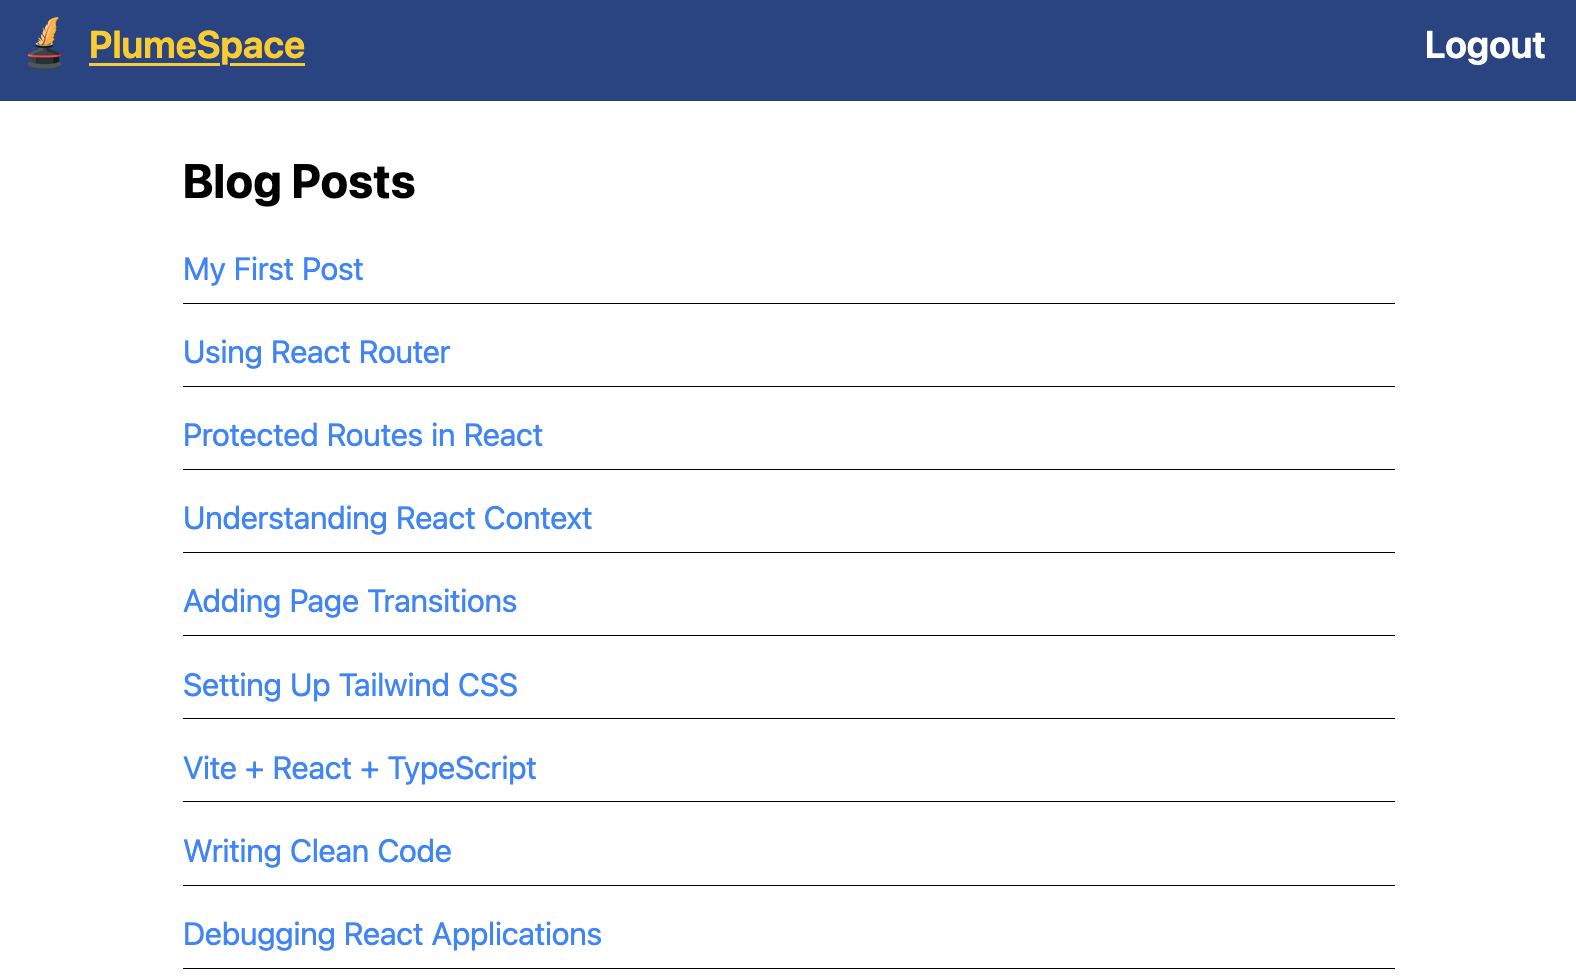 PlumeSpace
Logout
Blog Posts
My First Post
Using React Router
Protected Routes in React
Understanding React Context
Adding Page Transitions
Setting Up Tailwind CSS
Vite + React + TypeScript
Writing Clean Code
Debugging React Applications